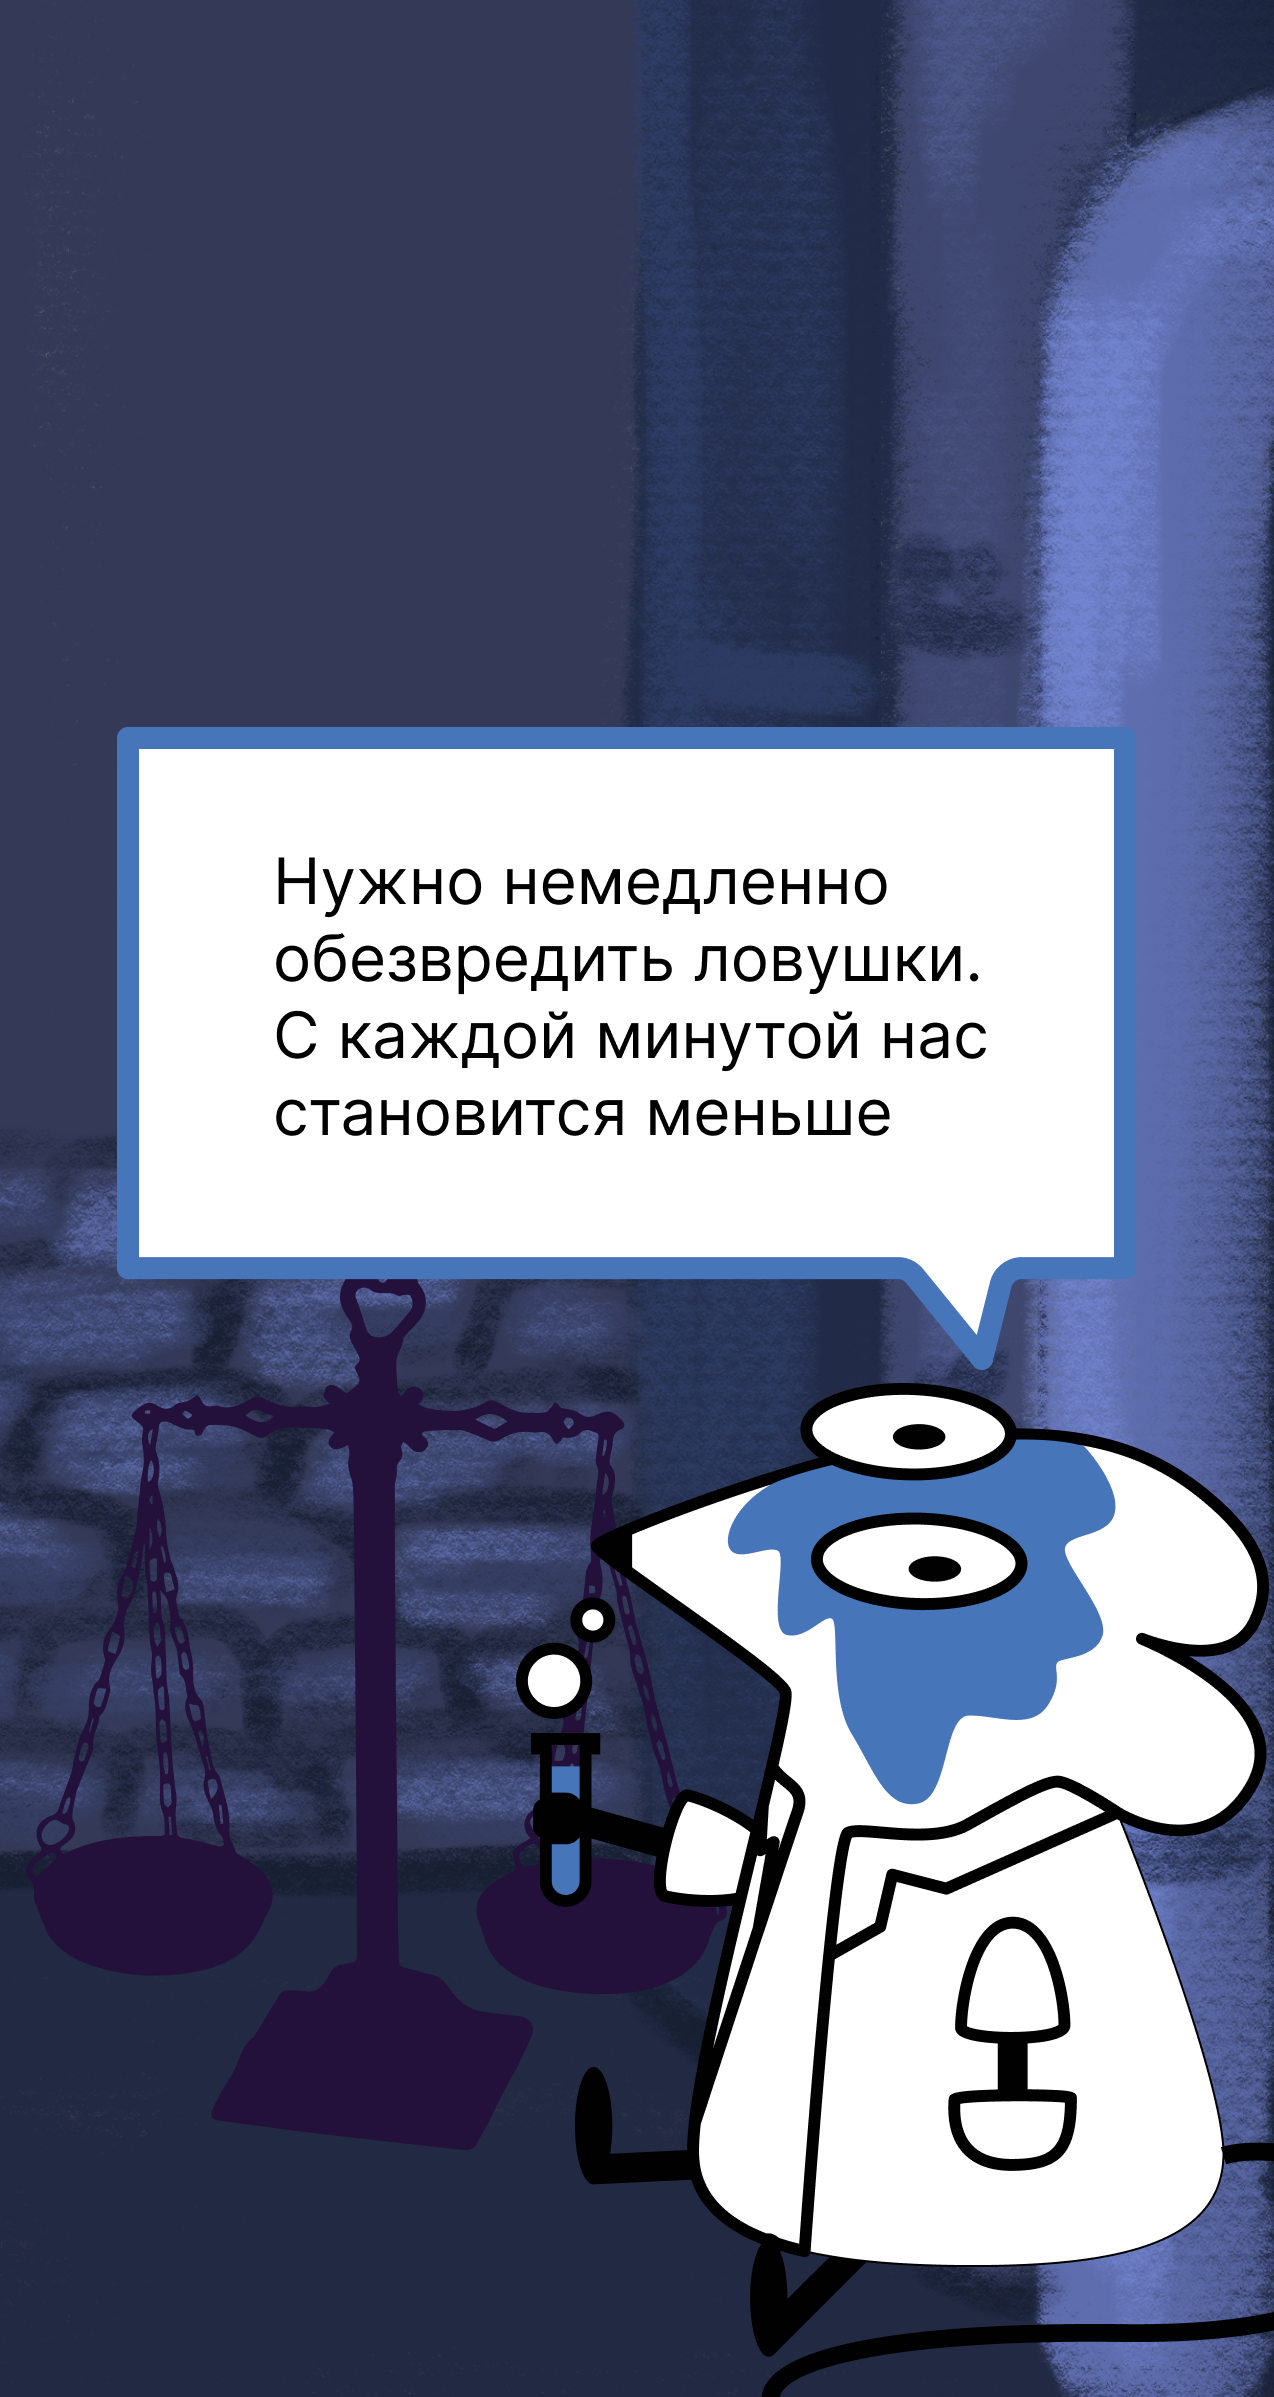 Нужно немедленно
обезвредить ловушки.
С каждой минутой нас
становится меньше